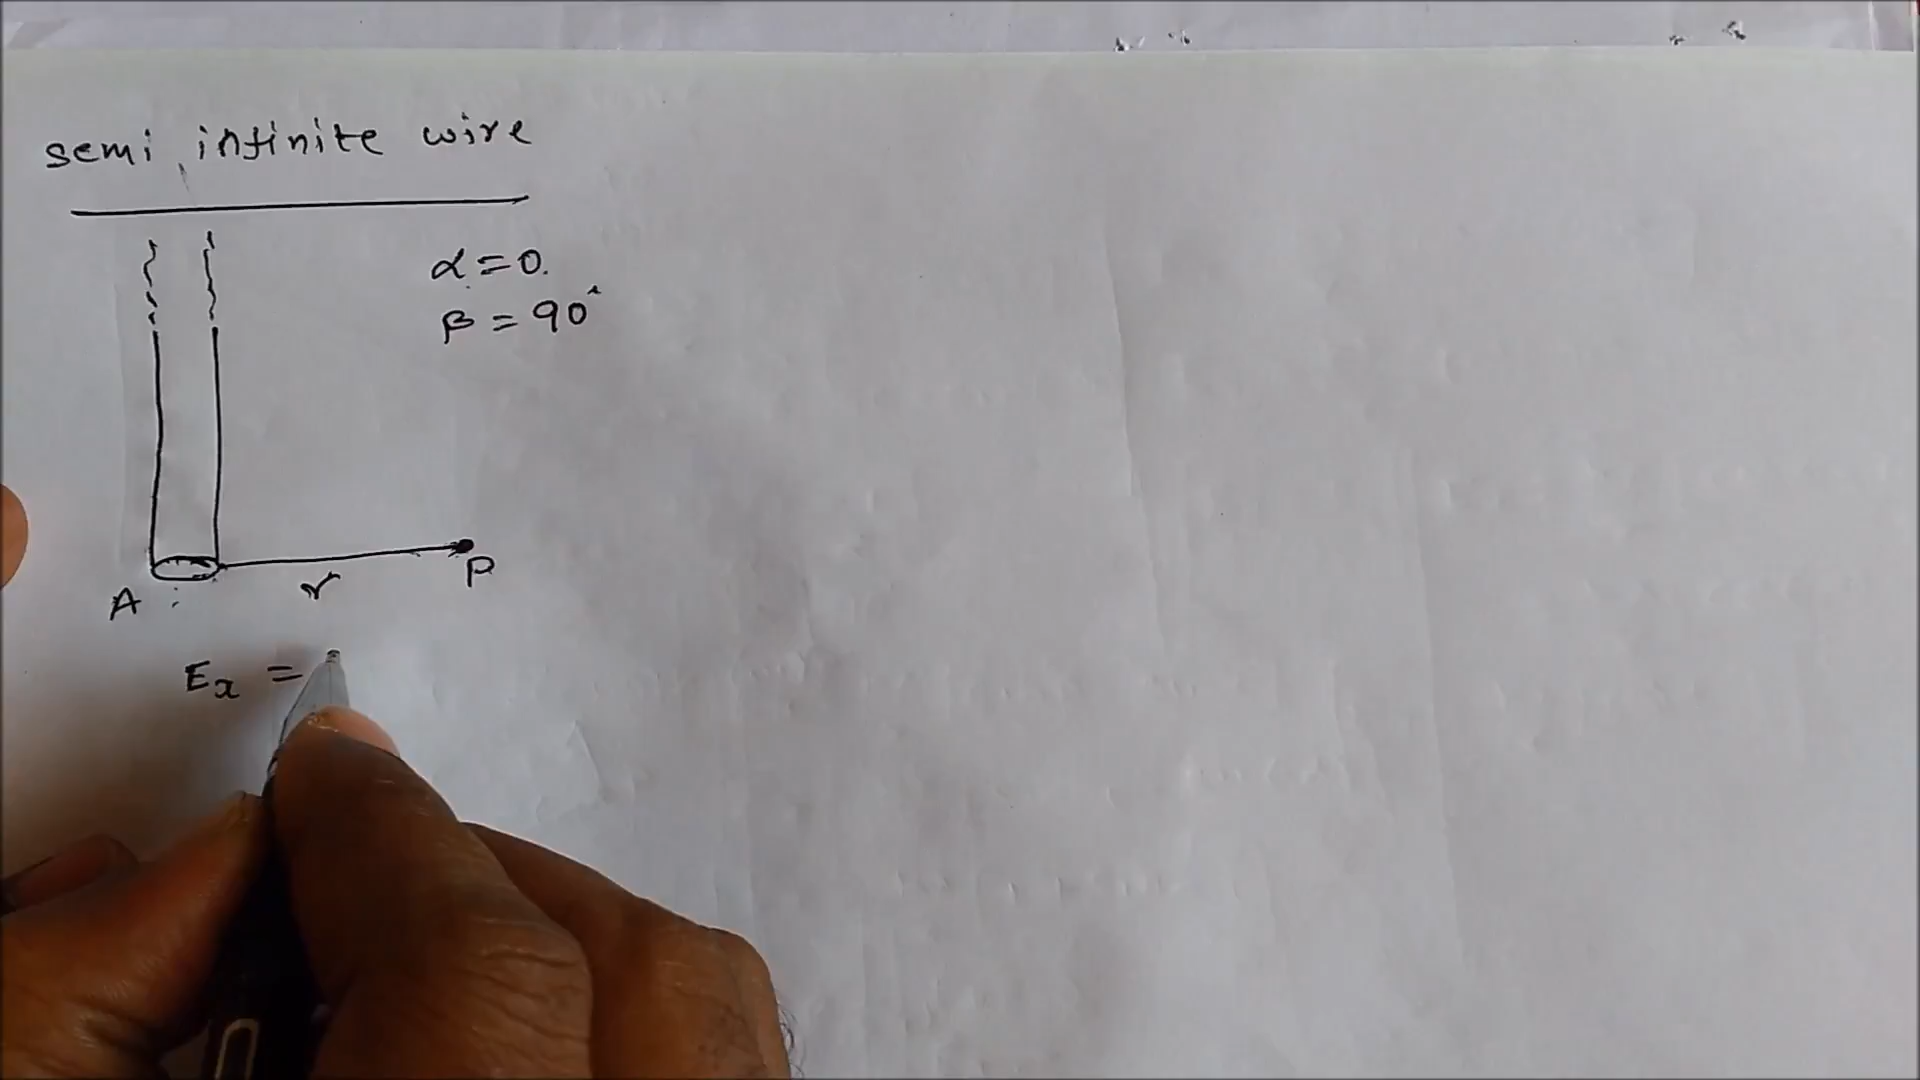 semi infinite wire
α = 0.
β = 90°
P
r
A
Ex =